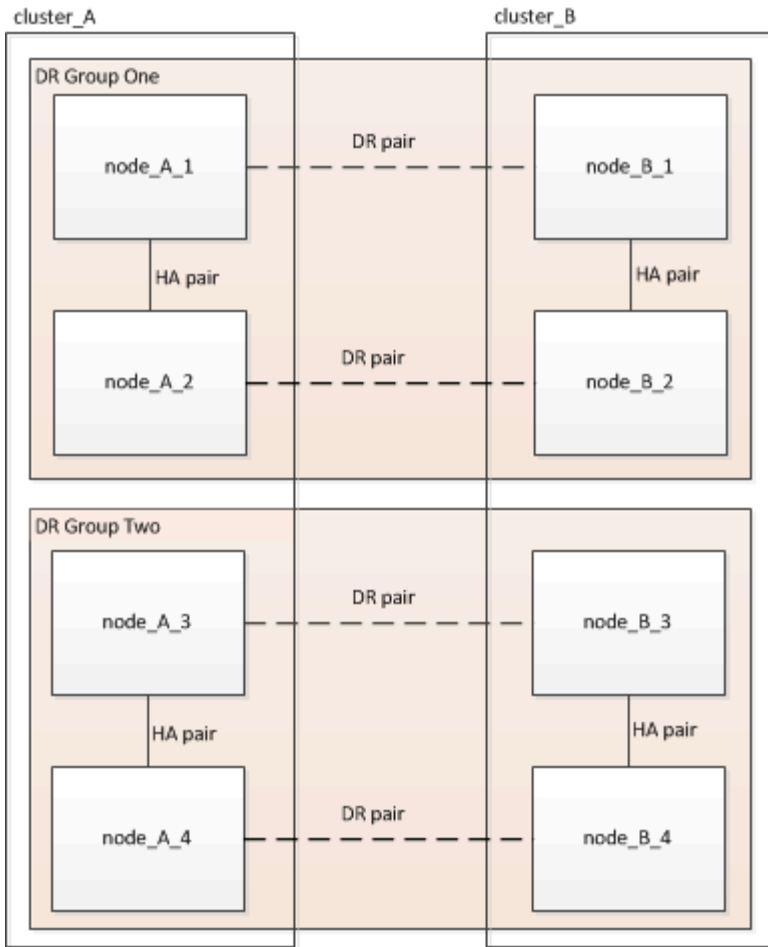 cluster_A
cluster_B
DR Group One
node_A_1
DR pair
node_B_1
HA pair
HA pair
node_A_2
DR pair
node_B_2
DR Group Two
node_A_3
DR pair
node_B_3
HA pair
HA pair
node_A_4
DR pair
node_B_4